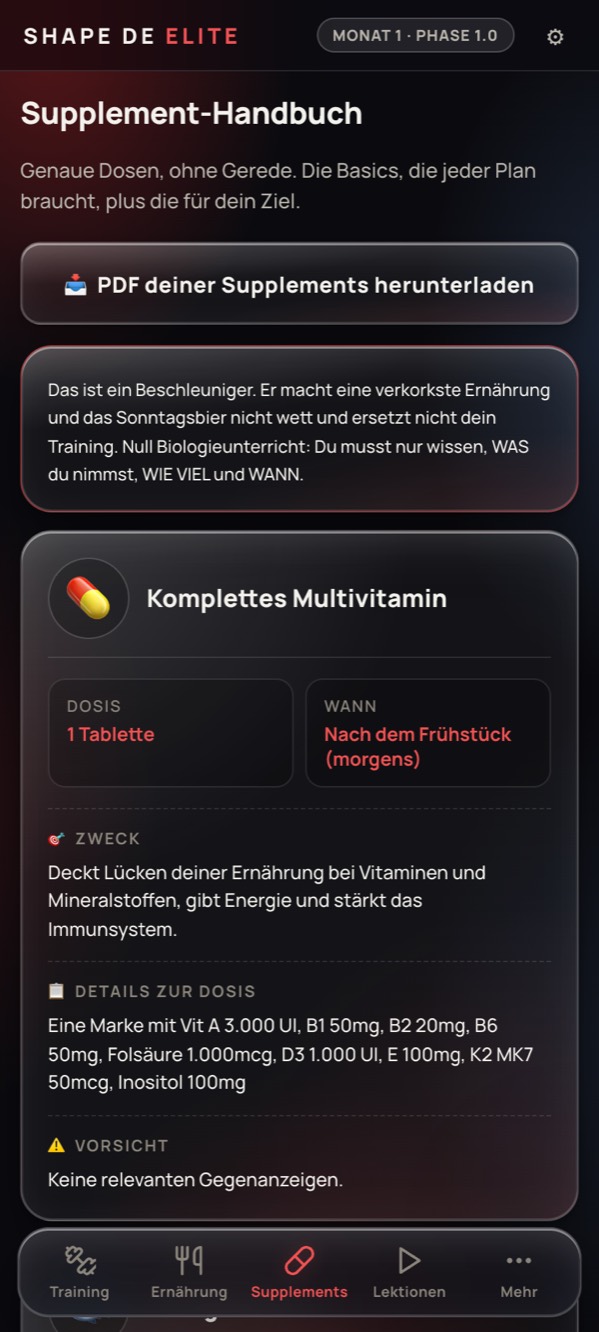 SHAPE DE ELITE
MONAT 1 · PHASE 1.0
Supplement-Handbuch
Genaue Dosen, ohne Gerede. Die Basics, die jeder Plan
braucht, plus die für dein Ziel.
PDF deiner Supplements herunterladen
Das ist ein Beschleuniger. Er macht eine verkorkste Ernährung
und das Sonntagsbier nicht wett und ersetzt nicht dein
Training. Null Biologieunterricht: Du musst nur wissen, WAS
du nimmst, WIE VIEL und WANN.
Komplettes Multivitamin
DOSIS
1 Tablette
WANN
Nach dem Frühstück
(morgens)
ZWECK
Deckt Lücken deiner Ernährung bei Vitaminen und
Mineralstoffen, gibt Energie und stärkt das
Immunsystem.
DETAILS ZUR DOSIS
Eine Marke mit Vit A 3.000 UI, B1 50mg, B2 20mg, B6
50mg, Folsäure 1.000mcg, D3 1.000 UI, E 100mg, K2 MK7
50mcg, Inositol 100mg
VORSICHT
Keine relevanten Gegenanzeigen.
Training
Ernährung
Supplements
Lektionen
Mehr